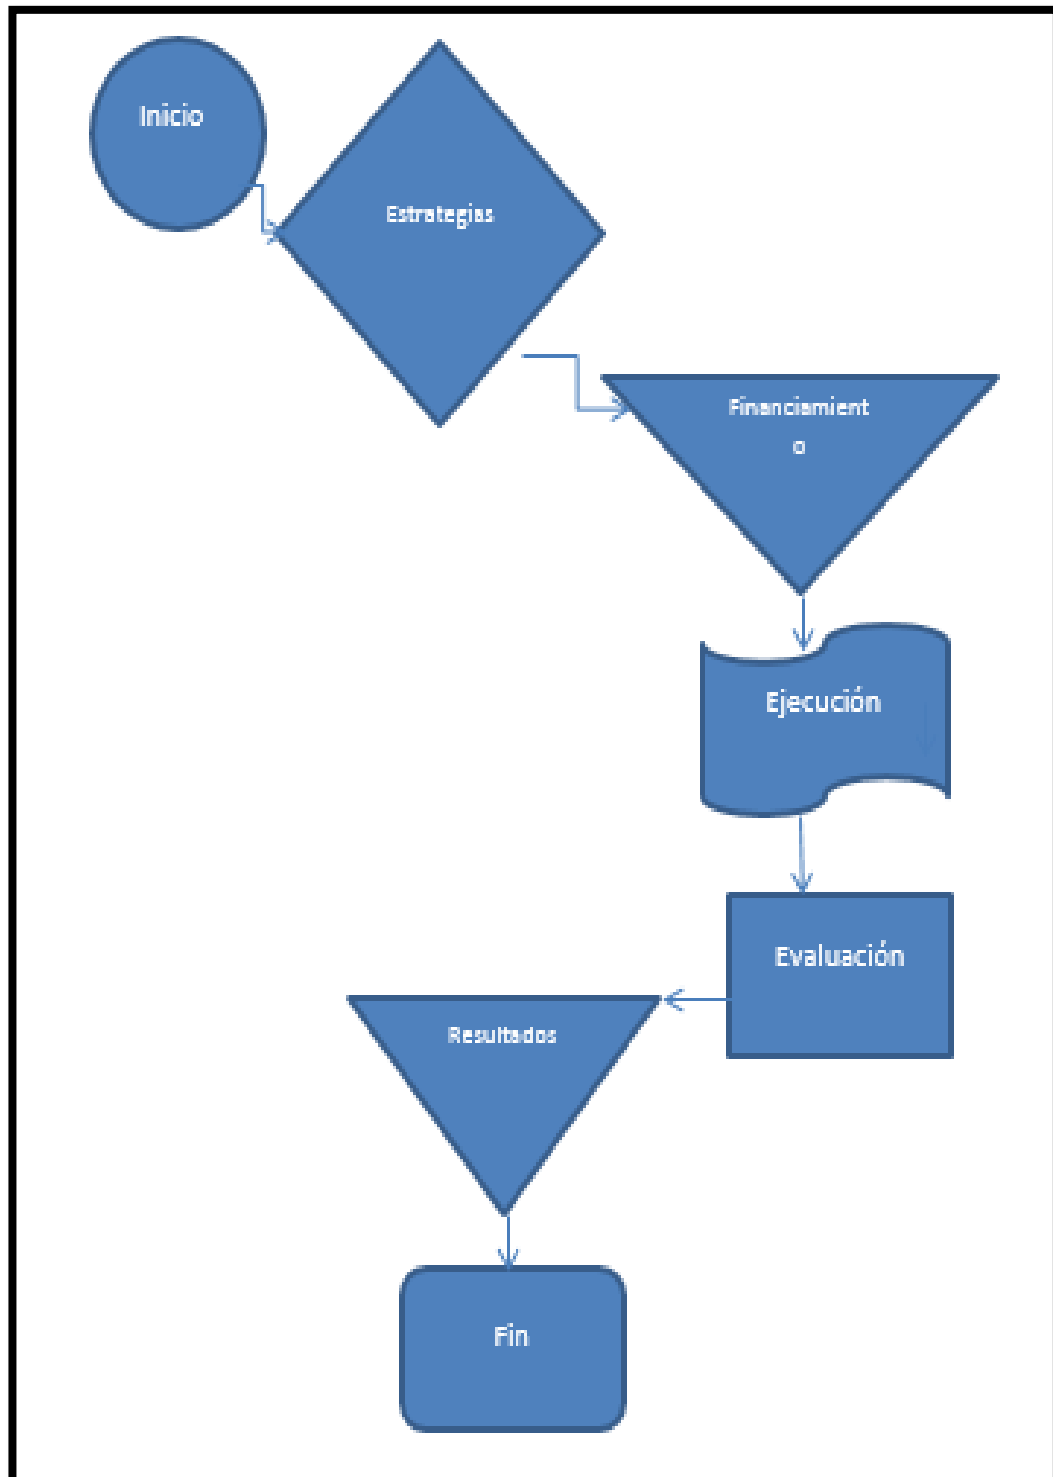 Inicio
Estrategias
Financiamient
o
Ejecución
Evaluación
Resultados
Fin